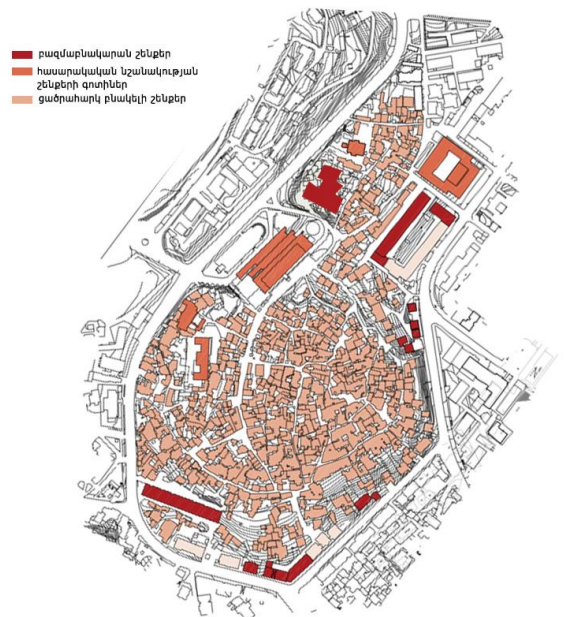 բազմաբնակարան շենքեր
հասարակական նշանակության
շենքերի գոտիներ
ցածրահարկ բնակելի շենքեր